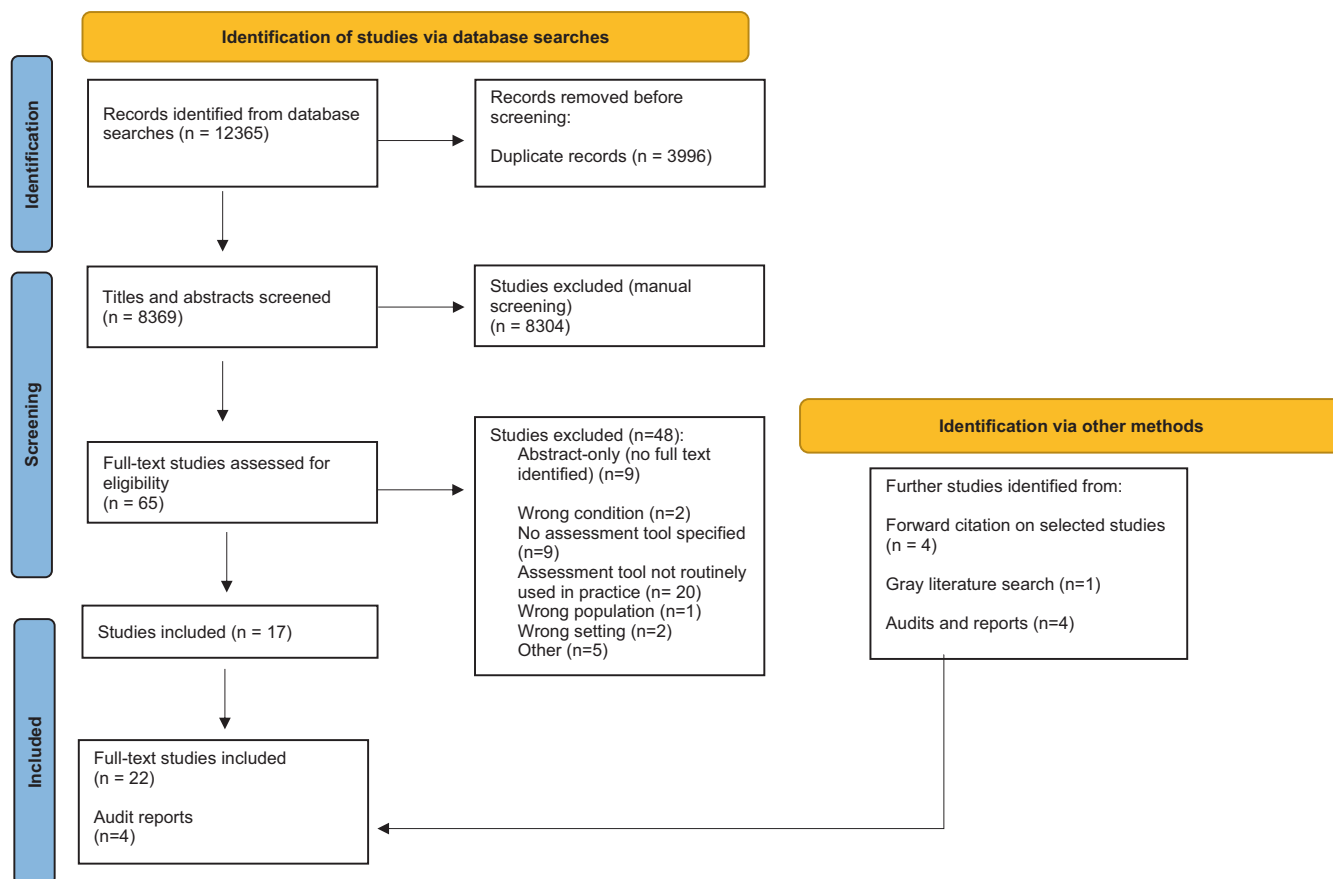 Identification of studies via database searches
Identification
Records identified from database
searches (n = 12365)
Records removed before
screening:
Duplicate records (n = 3996)
Screening
Titles and abstracts screened
(n = 8369)
Studies excluded (manual
screening)
(n = 8304)
Full-text studies assessed for
eligibility
(n = 65)
Studies excluded (n=48):
Abstract-only (no full text
identified) (n=9)
Wrong condition (n=2)
No assessment tool specified
(n=9)
Assessment tool not routinely
used in practice (n= 20)
Wrong population (n=1)
Wrong setting (n=2)
Other (n=5)
Identification via other methods
Further studies identified from:
Forward citation on selected studies
(n = 4)
Gray literature search (n=1)
Audits and reports (n=4)
Included
Studies included (n = 17)
Full-text studies included
(n = 22)
Audit reports
(n=4)